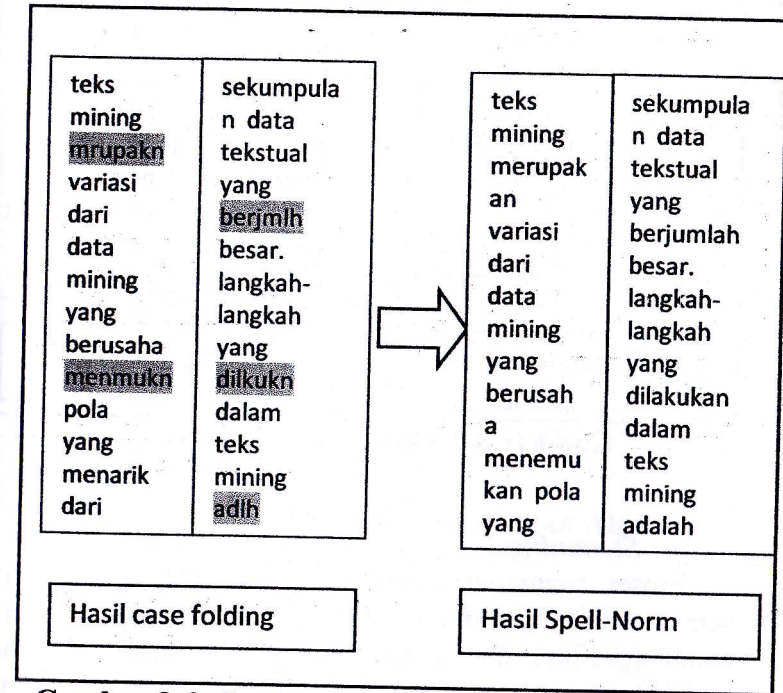 teks
mining
mrupakn
variasi
dari
data
mining
yang
berusaha
menmukn
pola
yang
menarik
dari
sekumpula
n data
tekstual
yang
berjmlh
besar.
langkah-
langkah
yang
dilkukn
dalam
teks
mining
adlh
Hasil case folding
teks
mining
merupak
an
variasi
dari
data
mining
yang
berusah
a
menemu
kan pola
yang
sekumpula
n data
tekstual
yang
berjumlah
besar.
langkah-
langkah
yang
dilakukan
dalam
teks
mining
adalah
Hasil Spell-Norm